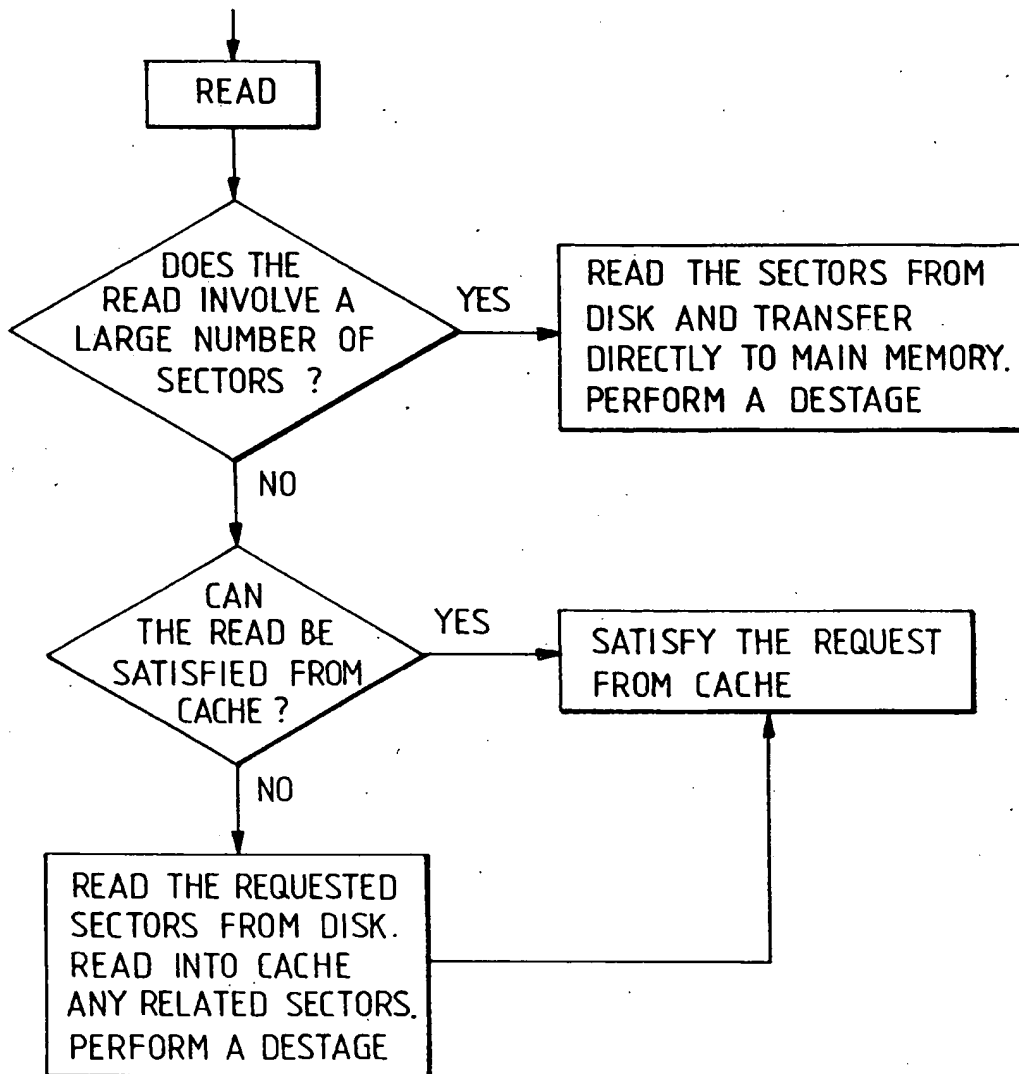 READ
DOES THE
READ INVOLVE A
LARGE NUMBER OF
SECTORS ?
YES
READ THE SECTORS FROM
DISK AND TRANSFER
DIRECTLY TO MAIN MEMORY.
PERFORM A DESTAGE
NO
CAN
THE READ BE
SATISFIED FROM
CACHE ?
YES
SATISFY THE REQUEST
FROM CACHE
NO
READ THE REQUESTED
SECTORS FROM DISK.
READ INTO CACHE
ANY RELATED SECTORS.
PERFORM A DESTAGE